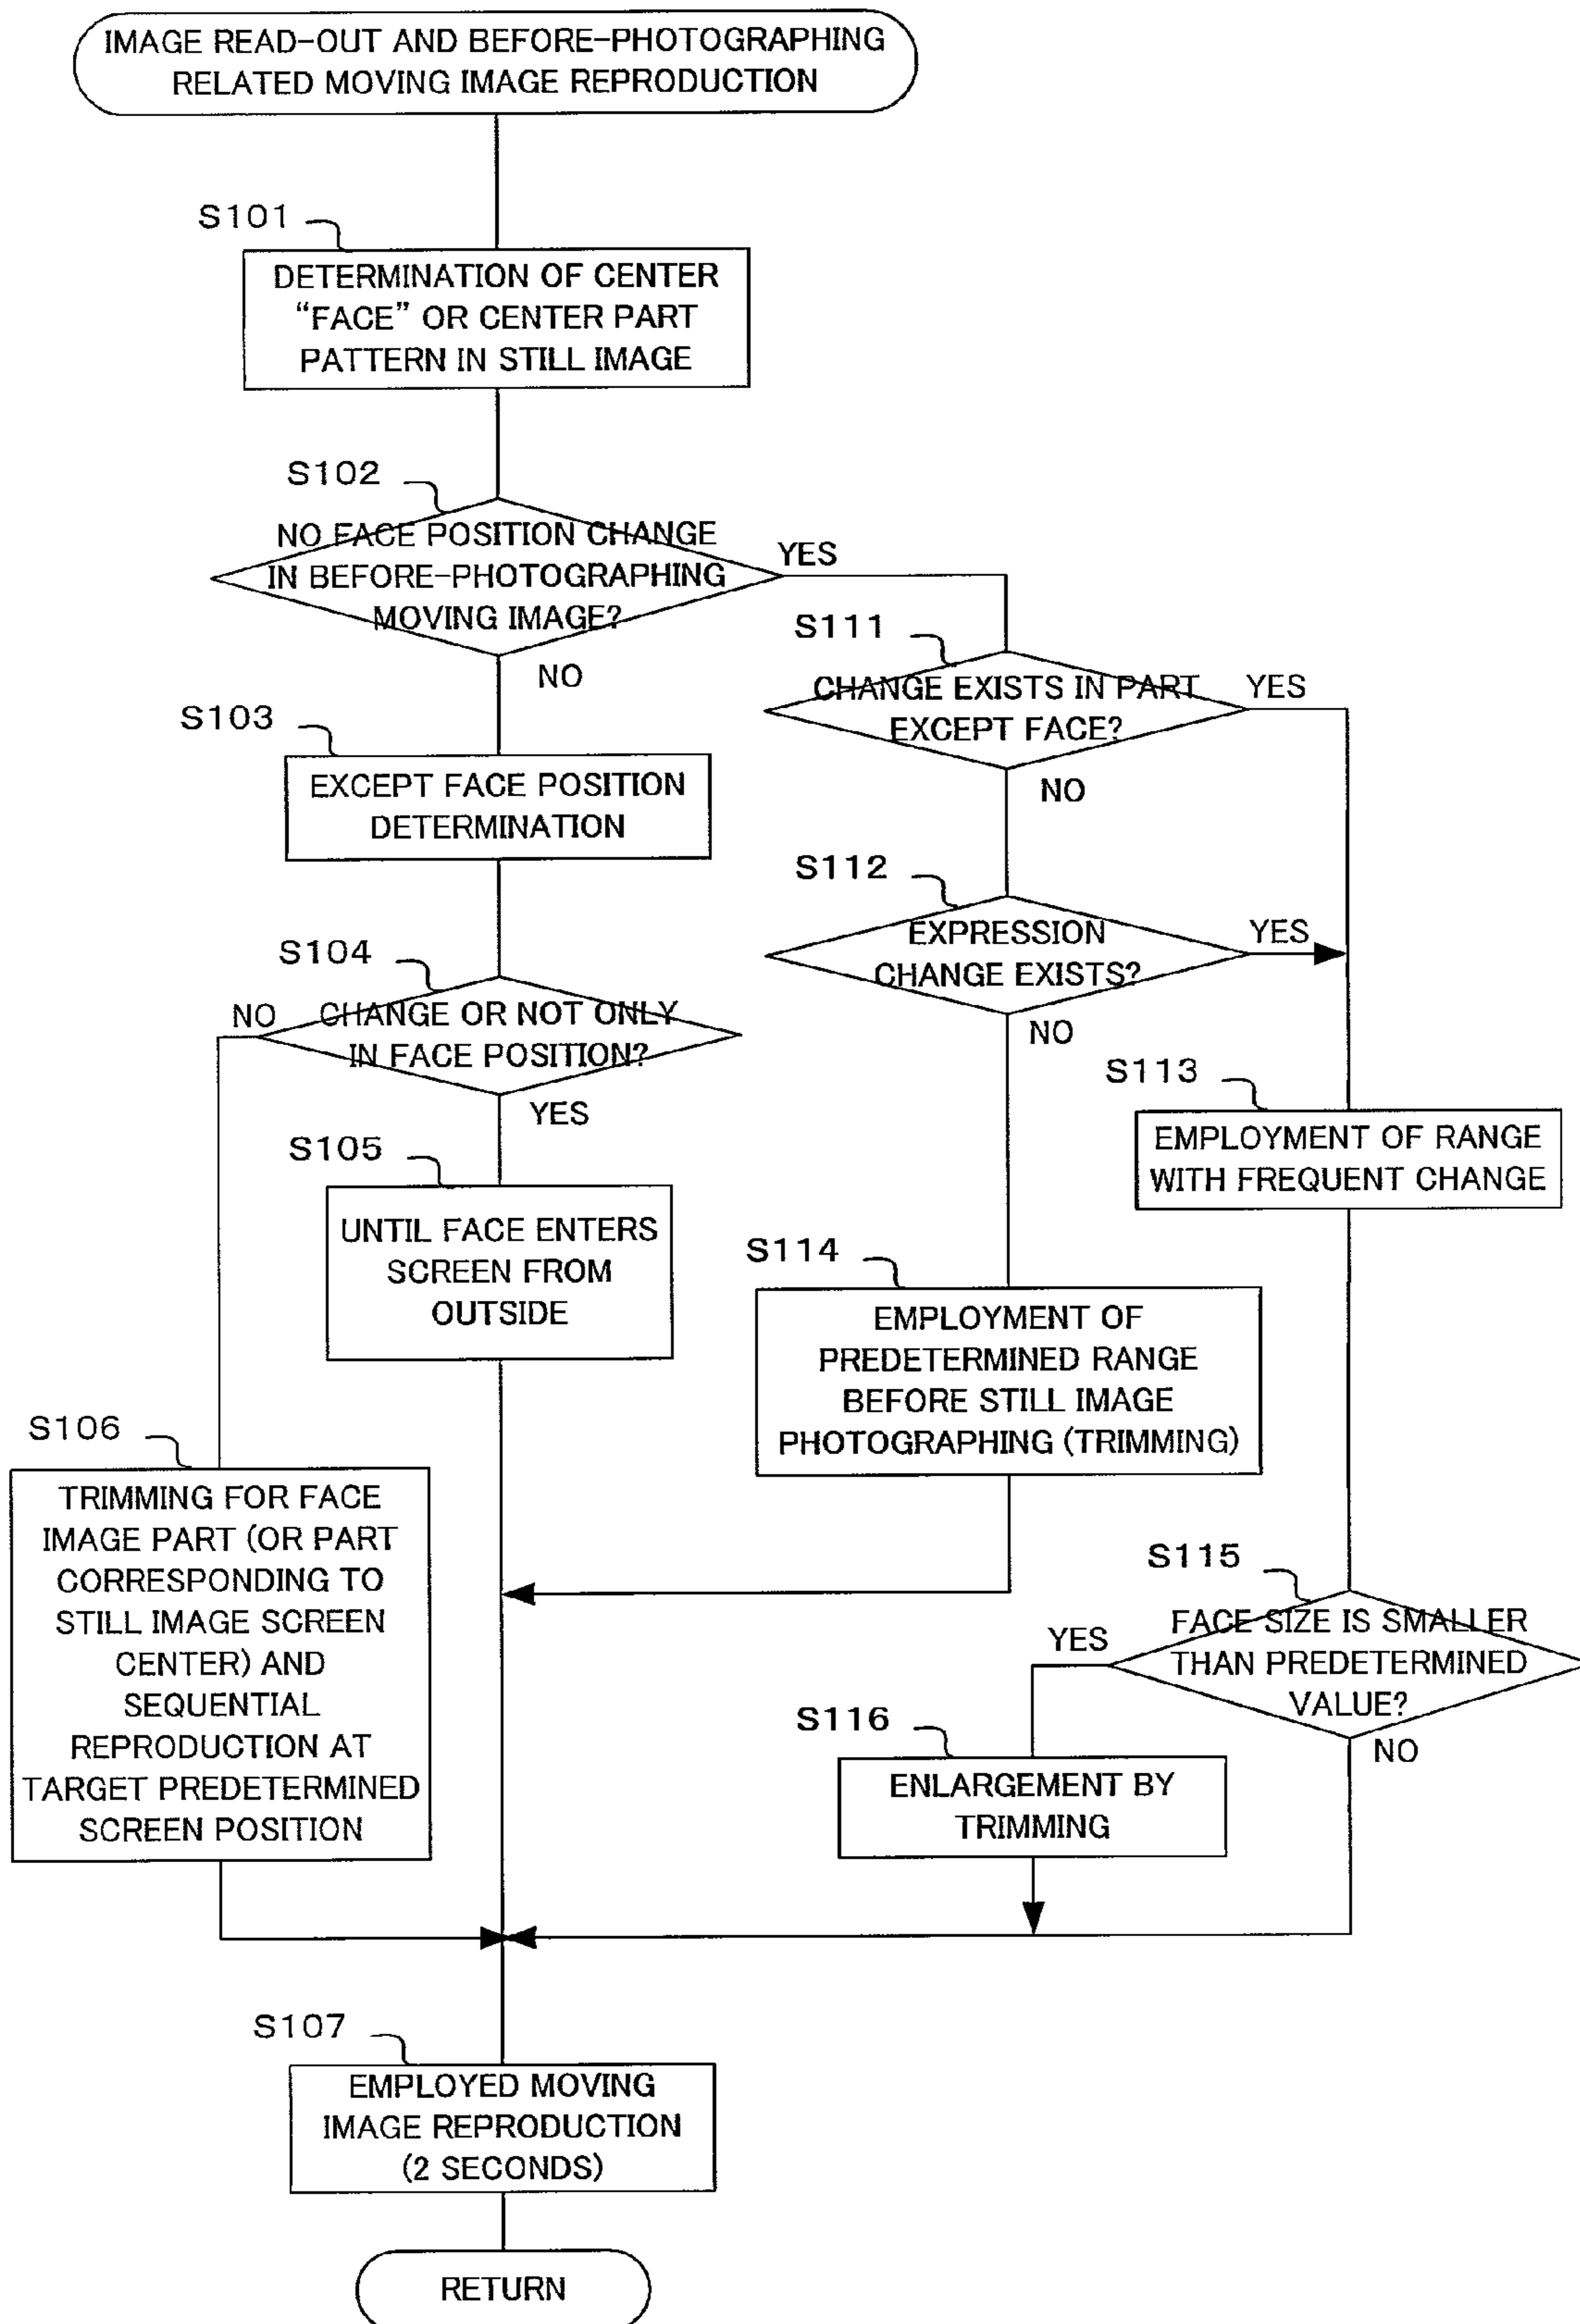 IMAGE READ-OUT AND BEFORE-PHOTOGRAPHING
RELATED MOVING IMAGE REPRODUCTION
S101
DETERMINATION OF CENTER
“FACE” OR CENTER PART
PATTERN IN STILL IMAGE
S102
NO FACE POSITION CHANGE
IN BEFORE-PHOTOGRAPHING
MOVING IMAGE?
YES
NO
S103
EXCEPT FACE POSITION
DETERMINATION
S104
CHANGE OR NOT ONLY
IN FACE POSITION?
NO
YES
S105
UNTIL FACE ENTERS
SCREEN FROM
OUTSIDE
S106
TRIMMING FOR FACE
IMAGE PART (OR PART
CORRESPONDING TO
STILL IMAGE SCREEN
CENTER) AND
SEQUENTIAL
REPRODUCTION AT
TARGET PREDETERMINED
SCREEN POSITION
S111
CHANGE EXISTS IN PART
EXCEPT FACE?
YES
NO
S112
EXPRESSION
CHANGE EXISTS?
YES
NO
S113
EMPLOYMENT OF RANGE
WITH FREQUENT CHANGE
S114
EMPLOYMENT OF
PREDETERMINED RANGE
BEFORE STILL IMAGE
PHOTOGRAPHING (TRIMMING)
S115
FACE SIZE IS SMALLER
THAN PREDETERMINED
VALUE?
YES
NO
S116
ENLARGEMENT BY
TRIMMING
S107
EMPLOYED MOVING
IMAGE REPRODUCTION
(2 SECONDS)
RETURN